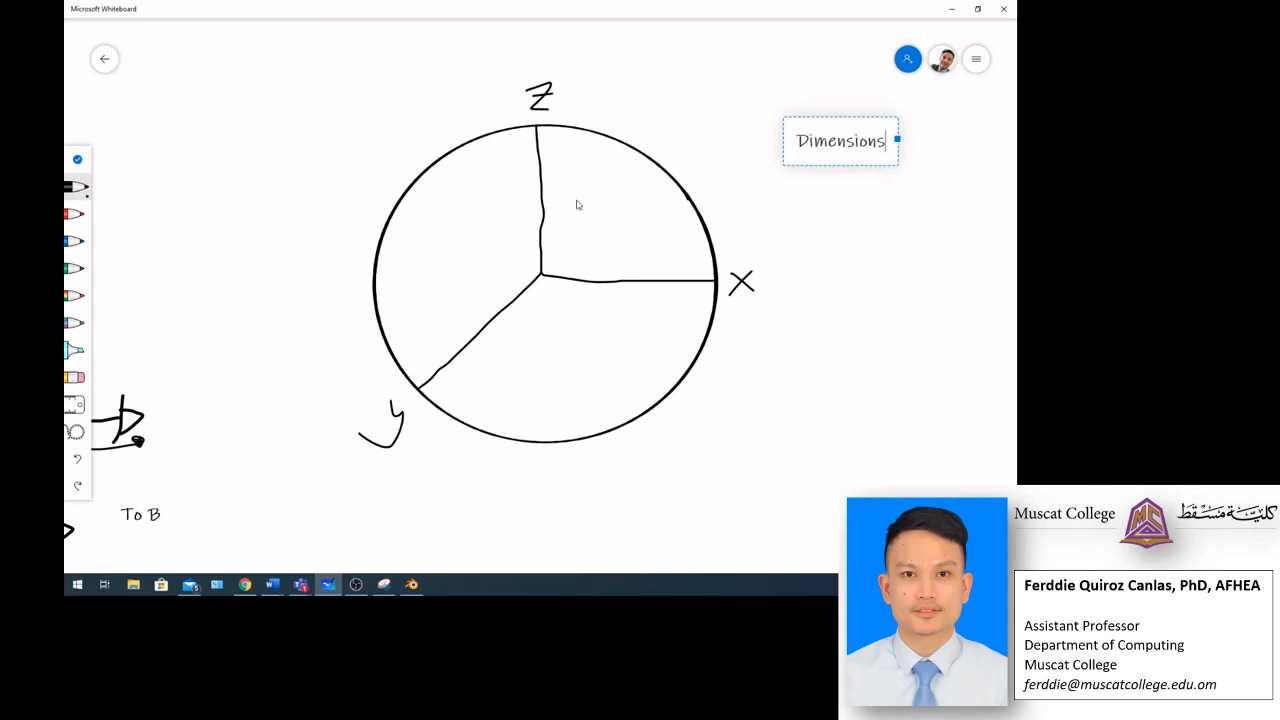 Microsoft Whiteboard
Z
Dimensions
X
y
To B
Muscat College
كلية مسقط
Ferddie Quiroz Canlas, PhD, AFHEA
Assistant Professor
Department of Computing
Muscat College
ferddie@muscatcollege.edu.om